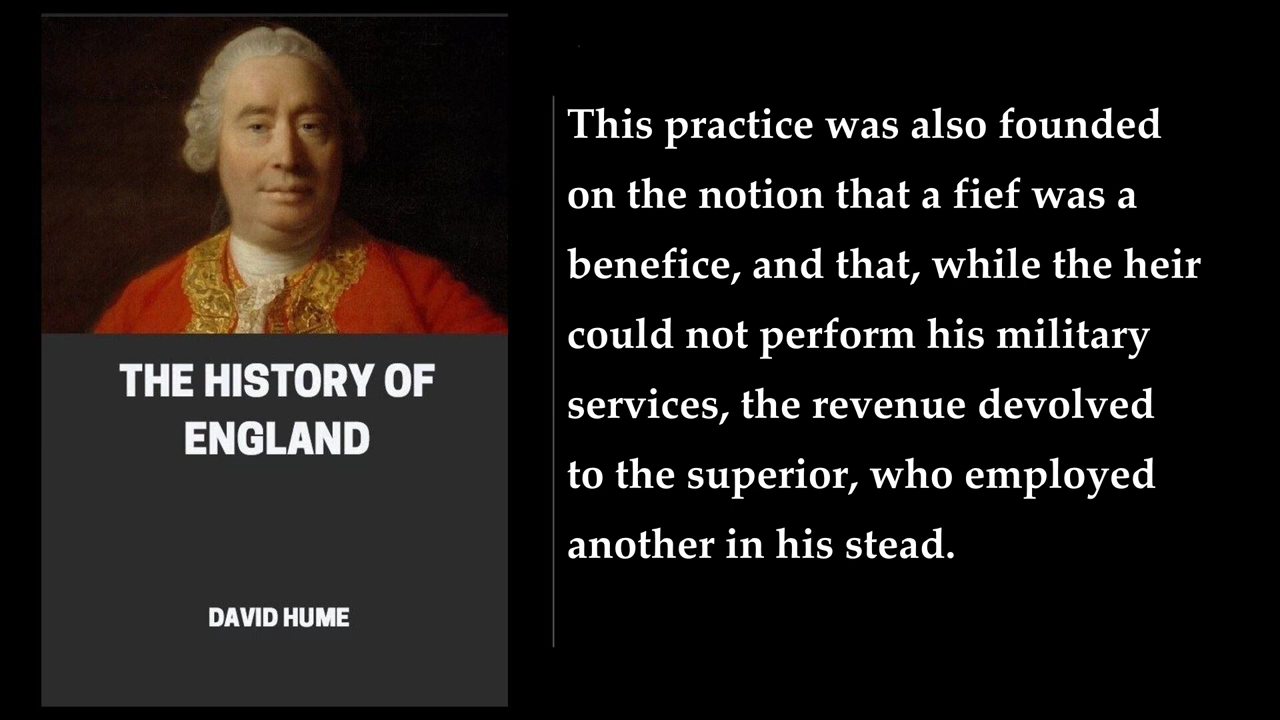 THE HISTORY OF
ENGLAND
DAVID HUME
This practice was also founded
on the notion that a fief was a
benefice, and that, while the heir
could not perform his military
services, the revenue devolved
to the superior, who employed
another in his stead.